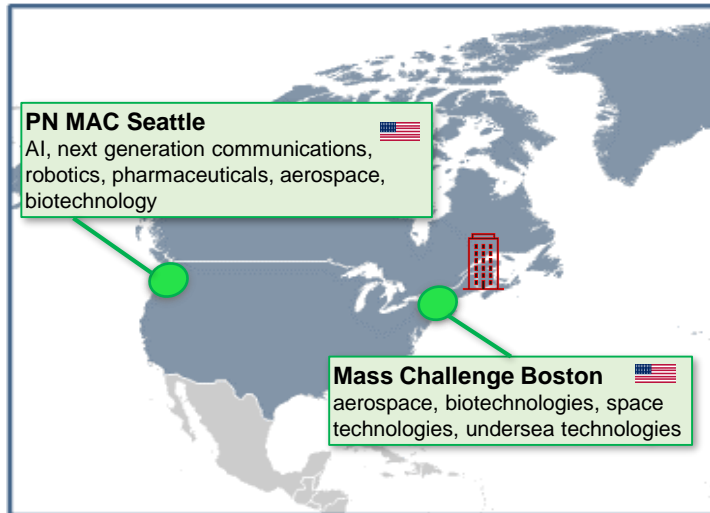 PN MAC Seattle
AI, next generation communications,
robotics, pharmaceuticals, aerospace,
biotechnology
Mass Challenge Boston
aerospace, biotechnologies, space
technologies, undersea technologies